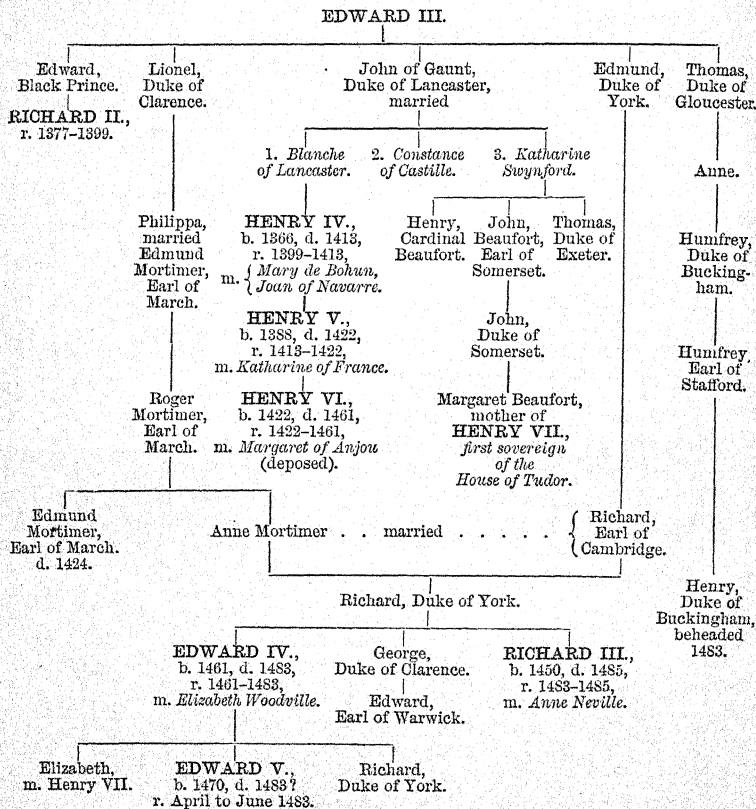 EDWARD III.
Edward,
Black Prince.
RICHARD II.,
r. 1377–1399.
Lionel,
Duke of
Clarence.
John of Gaunt,
Duke of Lancaster,
married
Edmund,
Duke of
York.
Thomas,
Duke of
Gloucester.
1. Blanche
of Lancaster.
2. Constance
of Castille.
3. Katharine
Swynford.
Anne.
Philippa,
married
Edmund
Mortimer,
Earl of
March.
HENRY IV.,
b. 1366, d. 1413,
r. 1399–1413,
m. { Mary de Bohun,
Joan of Navarre.
Henry,
Cardinal
Beaufort.
John,
Beaufort,
Earl of
Somerset.
Thomas,
Duke of
Exeter.
Humfrey,
Duke of
Bucking-
ham.
HENRY V.,
b. 1388, d. 1422,
r. 1413–1422,
m. Katharine of France.
John,
Duke of
Somerset.
Humfrey,
Earl of
Stafford.
Roger
Mortimer,
Earl of
March.
HENRY VI.,
b. 1422, d. 1461,
r. 1422–1461,
m. Margaret of Anjou
(deposed).
Margaret Beaufort,
mother of
HENRY VII.,
first sovereign
of the
House of Tudor.
Edmund
Mortimer,
Earl of March.
d. 1424.
Anne Mortimer . . married . . . . .
{ Richard,
Earl of
Cambridge.
Henry,
Duke of
Buckingham,
beheaded
1483.
Richard, Duke of York.
EDWARD IV.,
b. 1461, d. 1483,
r. 1461–1483,
m. Elizabeth Woodville.
George,
Duke of Clarence.
Edward,
Earl of Warwick.
RICHARD III.,
b. 1450, d. 1485,
r. 1483–1485,
m. Anne Neville.
Elizabeth,
m. Henry VII.
EDWARD V.,
b. 1470, d. 1483?
r. April to June 1483.
Richard,
Duke of York.